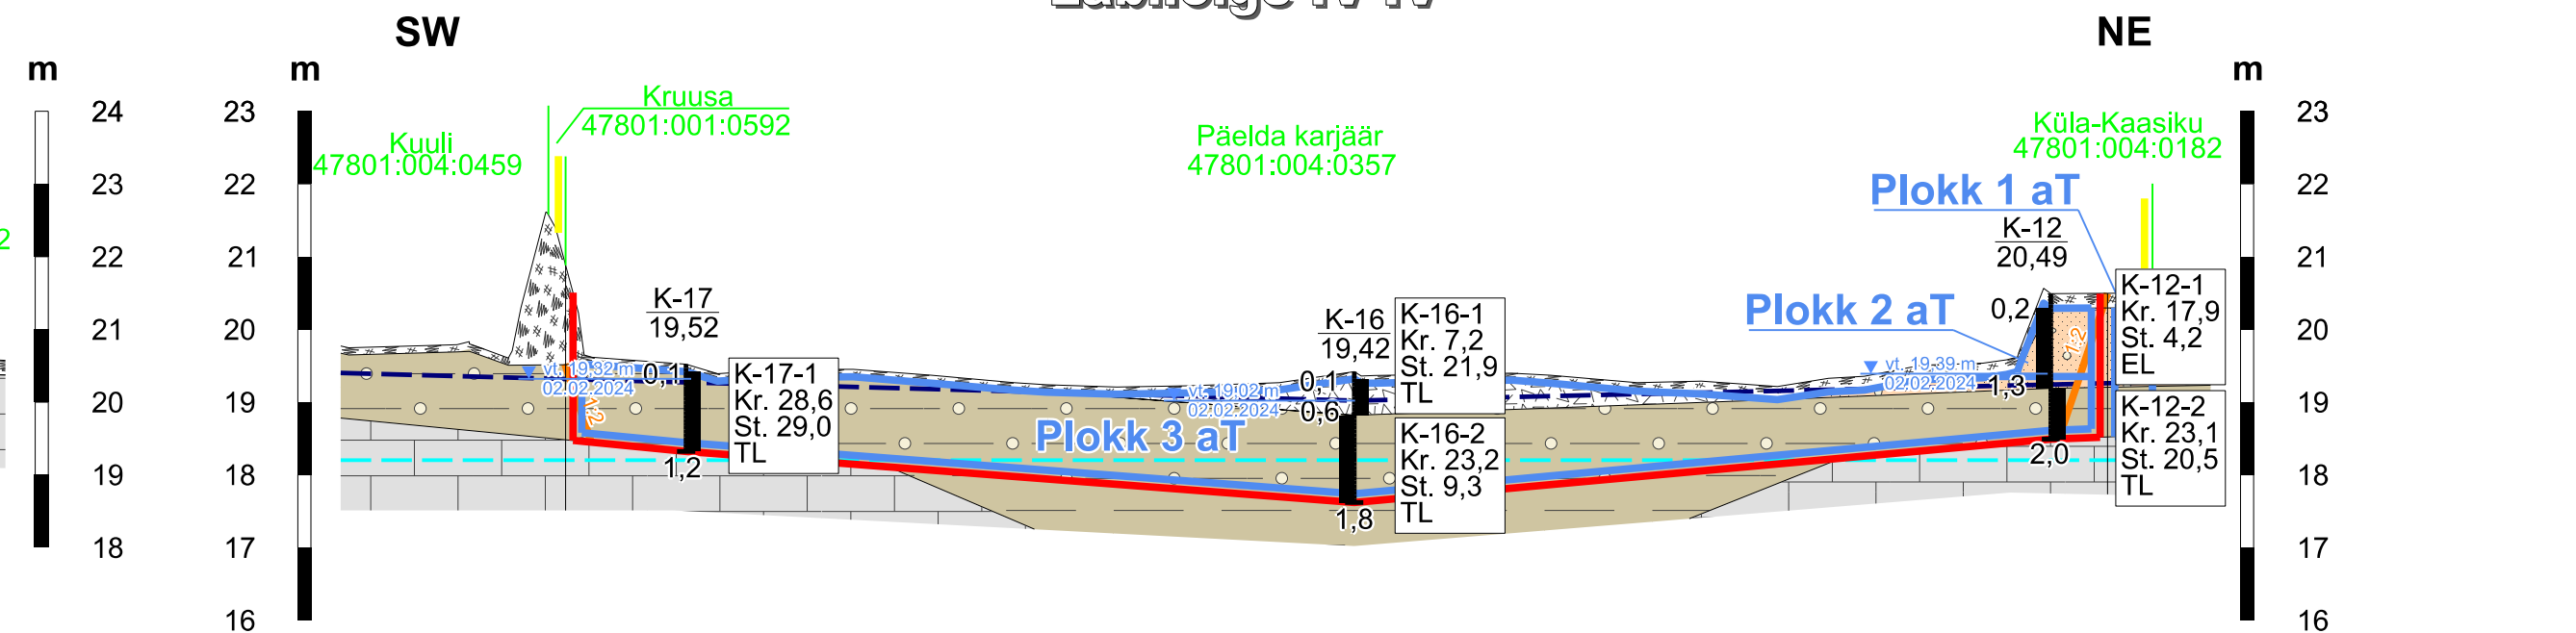 SW
NE
m
m
m
24
23
22
21
20
19
18
23
22
21
20
19
18
17
16
2
Kuuli
47801:004:0459
Kruusa
47801:001:0592
Päelda karjäär
47801:004:0357
Küla-Kaasiku
47801:004:0182
Plokk 1 aT
Plokk 2 aT
Plokk 3 aT
K-17
19,52
0,1
1,2
K-17-1
Kr. 28,6
St. 29,0
TL
vt. 19,32 m
02.02.2024
1:2
K-16
19,42
0,1
0,6
1,8
K-16-1
Kr. 7,2
St. 21,9
TL
K-16-2
Kr. 23,2
St. 9,3
TL
vt. 19,02 m
02.02.2024
K-12
20,49
0,2
1,3
2,0
vt. 19,39 m
02.02.2024
1:2
K-12-1
Kr. 17,9
St. 4,2
EL
K-12-2
Kr. 23,1
St. 20,5
TL
23
22
21
20
19
18
17
16